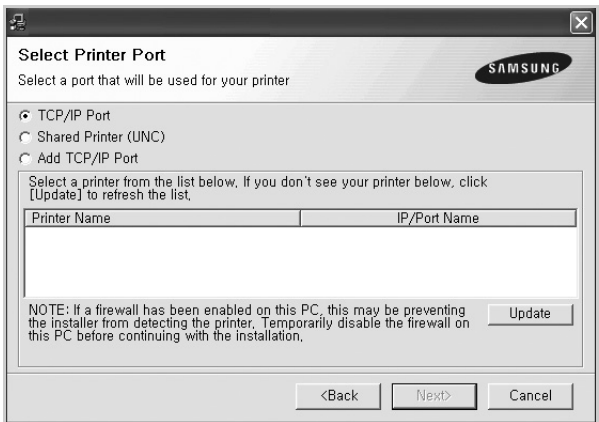 Select Printer Port
Select a port that will be used for your printer
SAMSUNG
TCP/IP Port
Shared Printer (UNC)
Add TCP/IP Port
Select a printer from the list below, If you don't see your printer below, click
[Update] to refresh the list,
Printer Name IP/Port Name
NOTE: If a firewall has been enabled on this PC, this may be preventing
the installer from detecting the printer, Temporarily disable the firewall on
this PC before continuing with the installation,
Update
<Back Next> Cancel